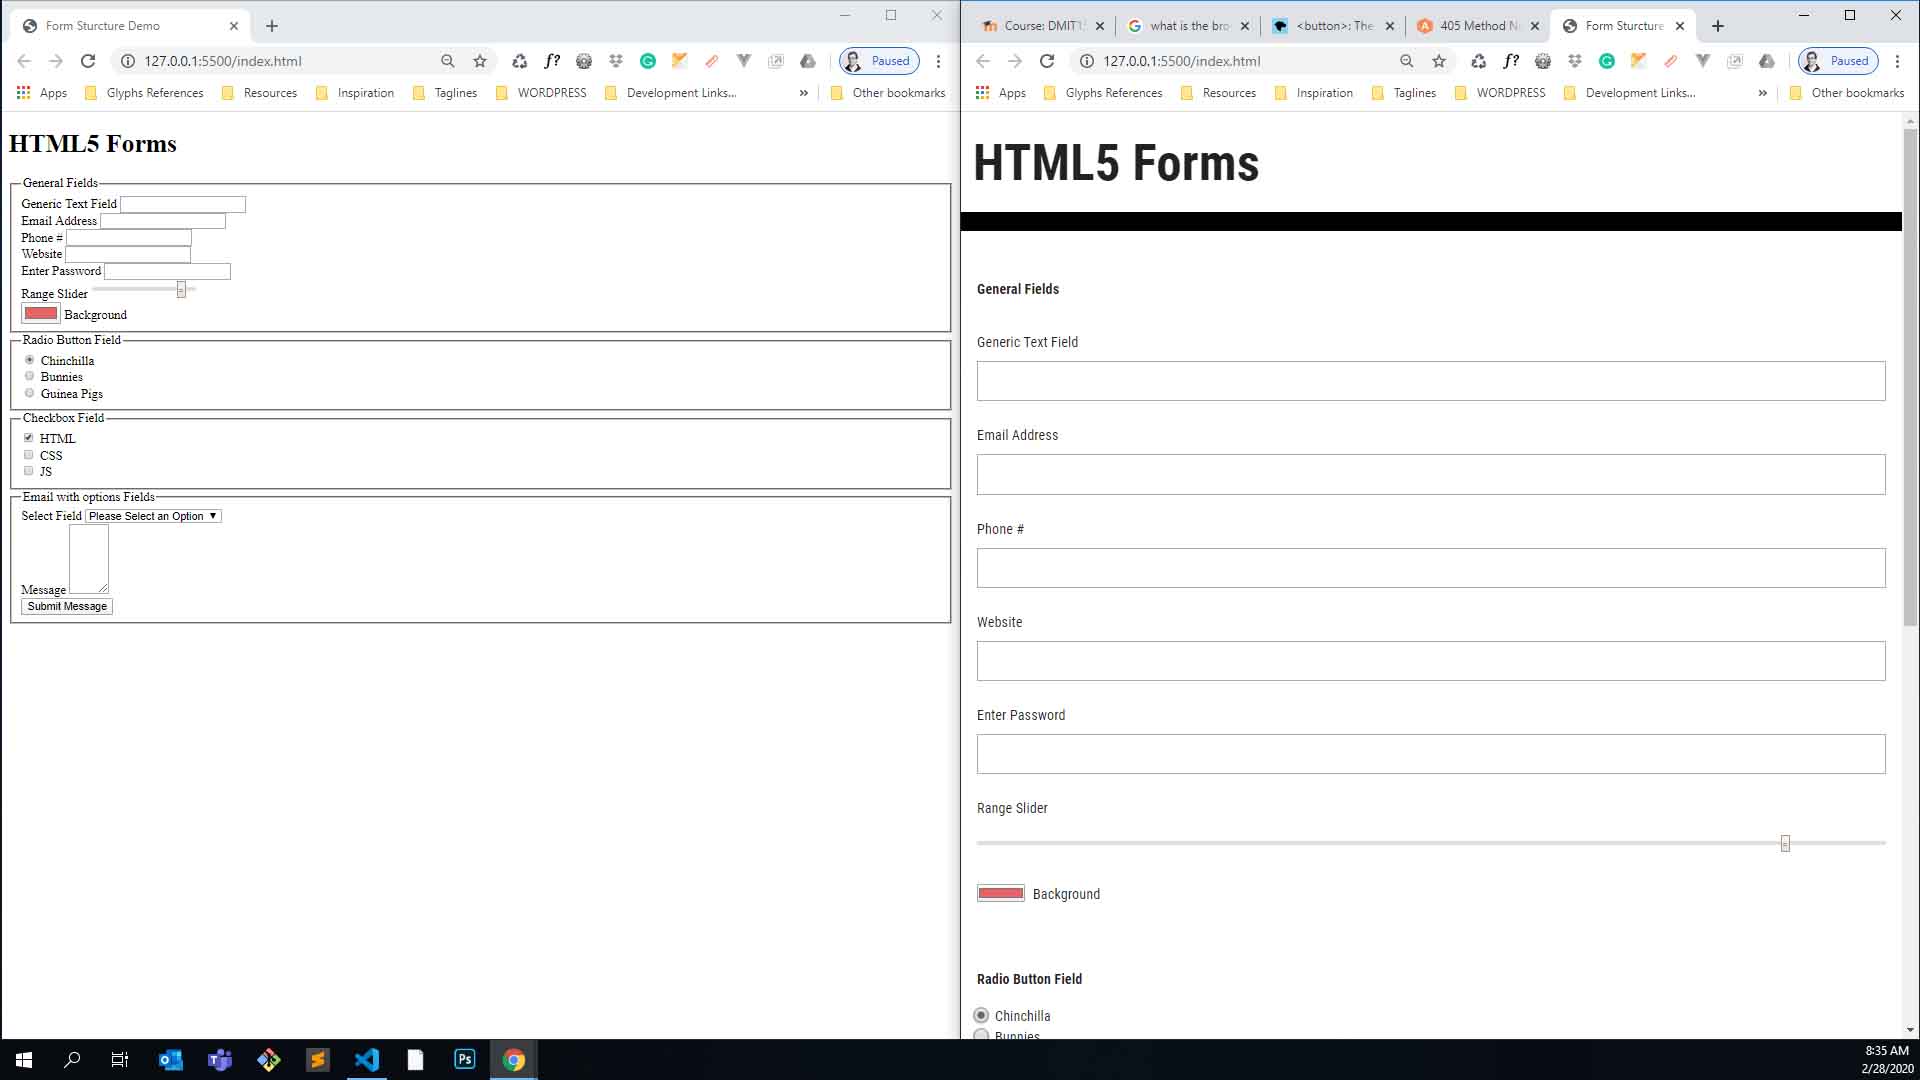 Form Sturcture Demo
127.0.0.1:5500/index.html
f?
Paused
Apps
Glyphs References
Resources
Inspiration
Taglines
WORDPRESS
Development Links...
»
Other bookmarks
HTML5 Forms
General Fields
Generic Text Field
Email Address
Phone #
Website
Enter Password
Range Slider
Background
Radio Button Field
Chinchilla
Bunnies
Guinea Pigs
Checkbox Field
HTML
CSS
JS
Email with options Fields
Select Field Please Select an Option
Message
Submit Message
Course: DMIT1
what is the bro
<button>: The
405 Method N
Form Sturcture
127.0.0.1:5500/index.html
f?
Paused
Apps
Glyphs References
Resources
Inspiration
Taglines
WORDPRESS
Development Links...
»
Other bookmarks
HTML5 Forms
General Fields
Generic Text Field
Email Address
Phone #
Website
Enter Password
Range Slider
Background
Radio Button Field
Chinchilla
Bunnies
Ps
8:35 AM
2/28/2020